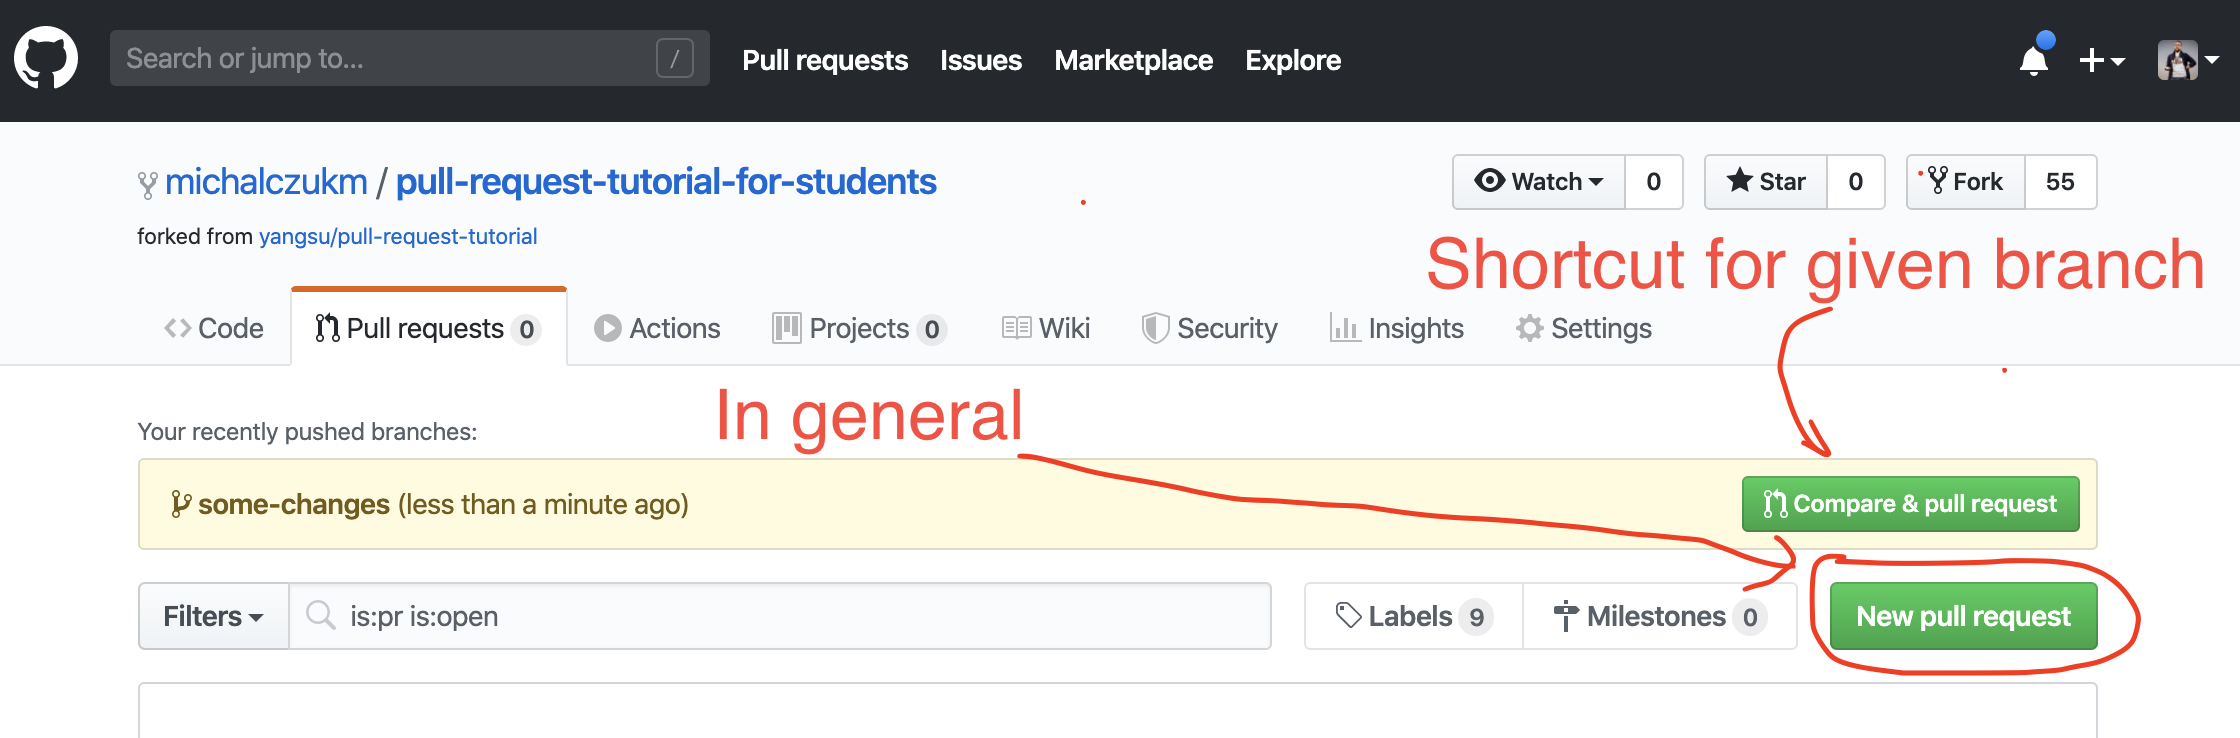 Search or jump to... /
Pull requests Issues Marketplace Explore
michalczukm / pull-request-tutorial-for-students
Watch 0 Star 0 Fork 55
forked from yangsu/pull-request-tutorial
Shortcut for given branch
Code Pull requests 0 Actions Projects 0 Wiki Security Insights Settings
In general
Your recently pushed branches:
some-changes (less than a minute ago) Compare & pull request
Filters is:pr is:open Labels 9 Milestones 0 New pull request